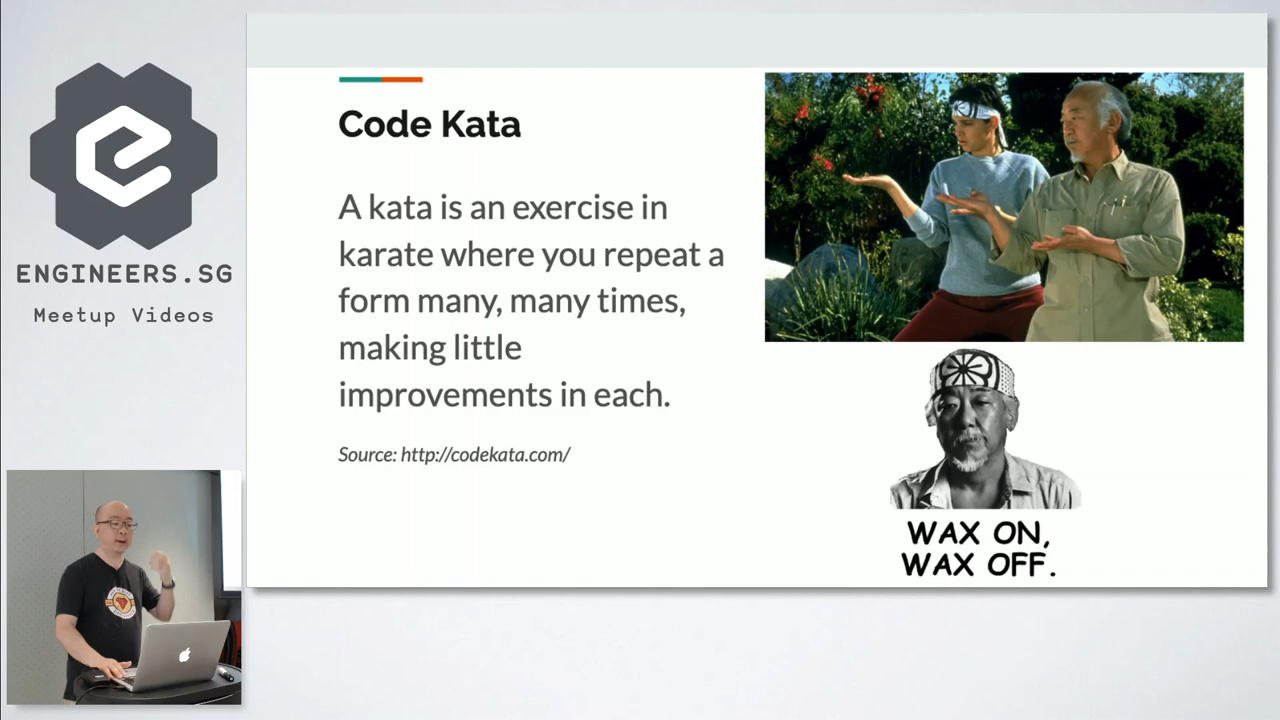 ENGINEERS.SG
Meetup Videos
Code Kata
A kata is an exercise in
karate where you repeat a
form many, many times,
making little
improvements in each.
Source: http://codekata.com/
WAX ON,
WAX OFF.